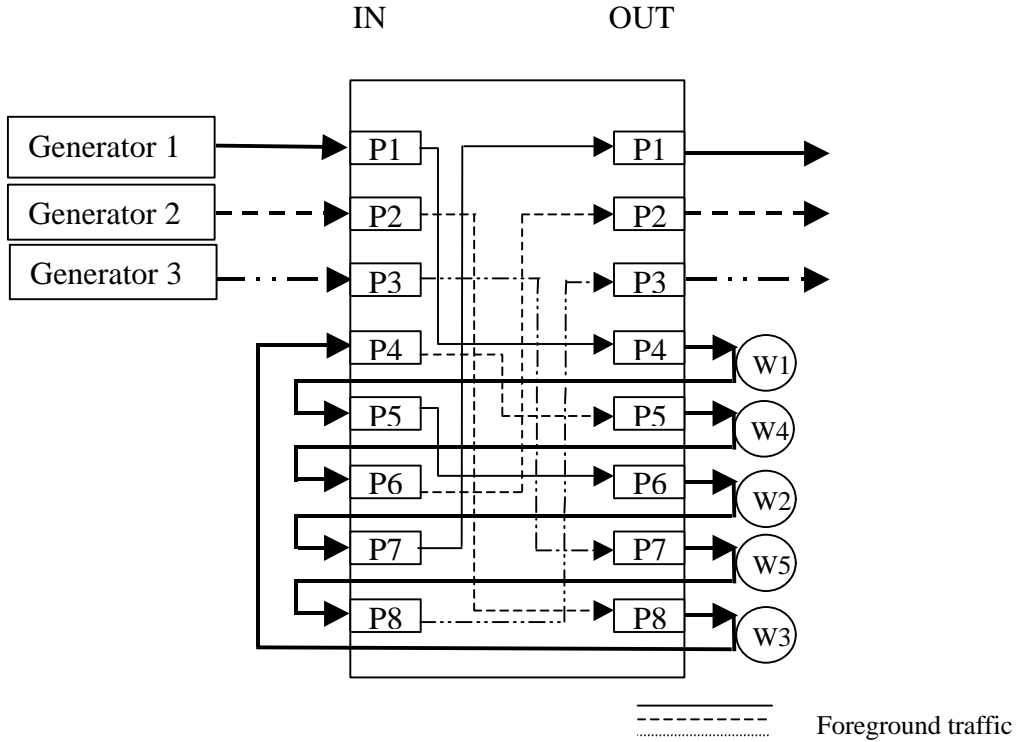 IN OUT
Generator 1 P1 P1
Generator 2 P2 P2
Generator 3 P3 P3
P4 P4 W1
P5 P5 W4
P6 P6 W2
P7 P7 W5
P8 P8 W3
Foreground traffic